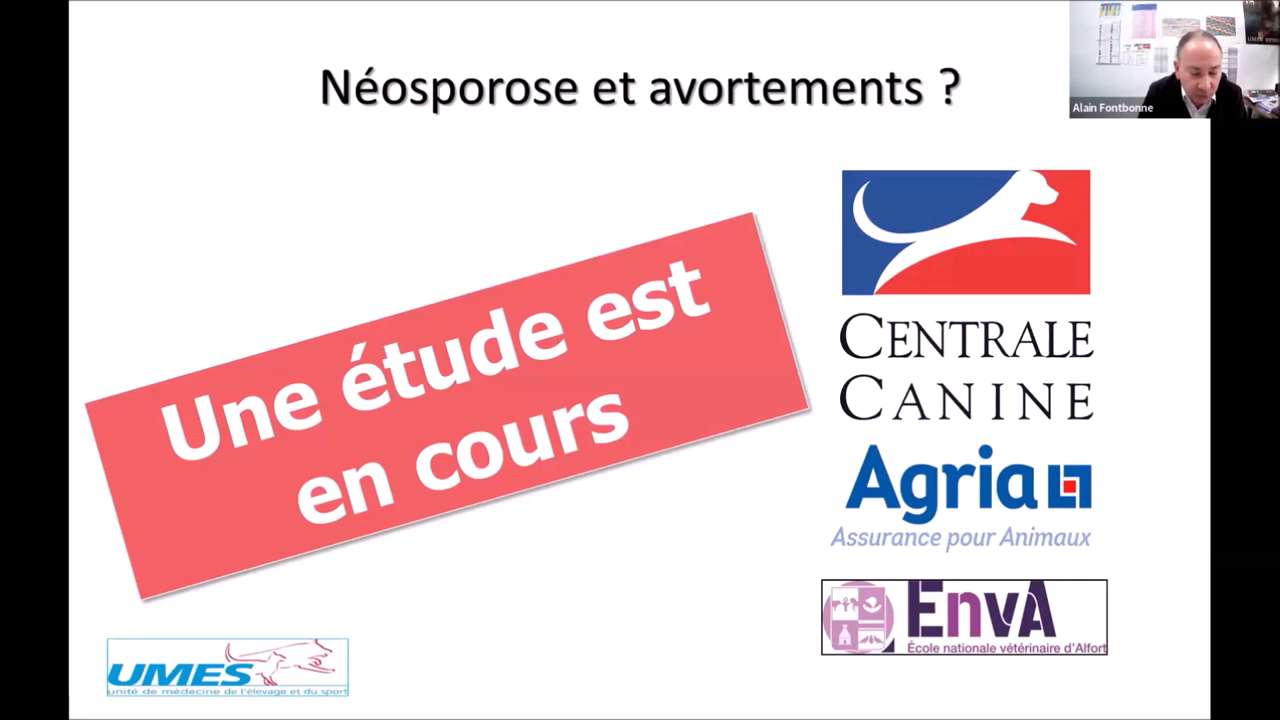 Néosporose et avortements ?
Alain Fontbonne
Une étude est
en cours
CENTRALE
CANINE
Agria
Assurance pour Animaux
EnvA
École nationale vétérinaire d'Alfort
UMES
unité de médecine de l'élevage et du sport